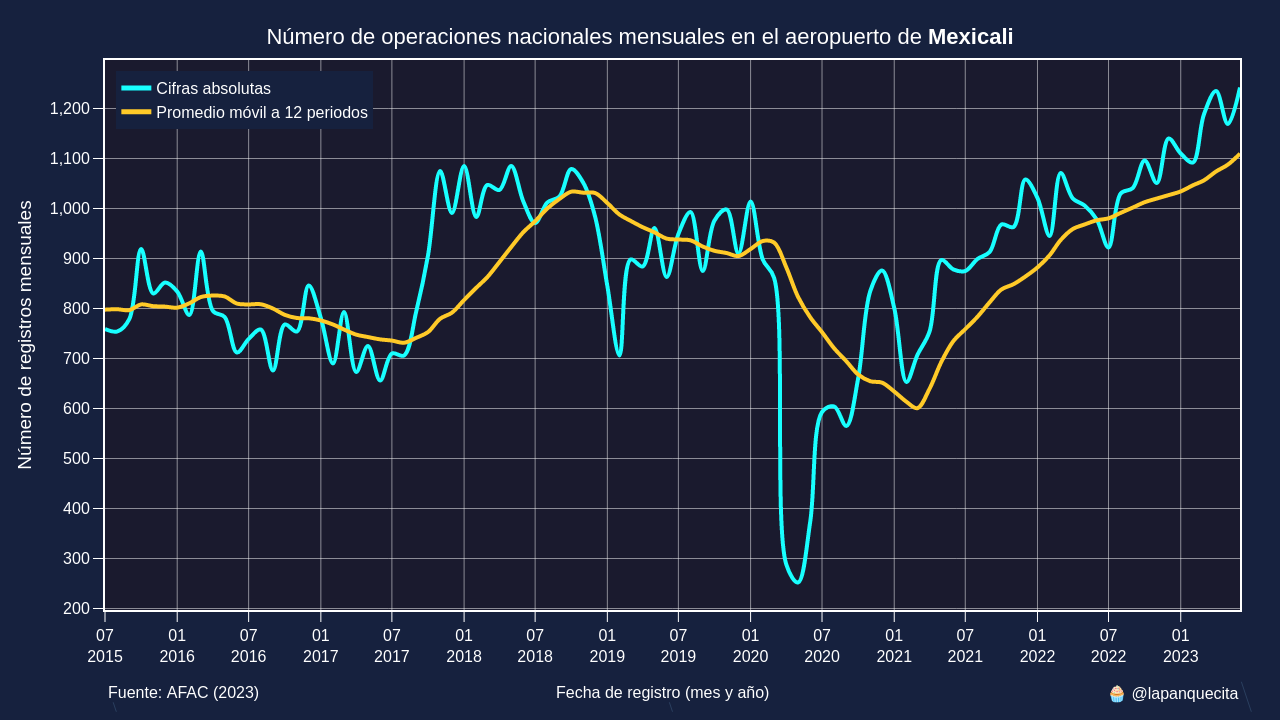 Número de operaciones nacionales mensuales en el aeropuerto de Mexicali
Cifras absolutas
Promedio móvil a 12 periodos
Número de registros mensuales
1,200
1,100
1,000
900
800
700
600
500
400
300
200
07 01 07 01 07 01 07 01 07 01 07 01 07 01 07 01
2015 2016 2016 2017 2017 2018 2018 2019 2019 2020 2020 2021 2021 2022 2022 2023
Fuente: AFAC (2023) Fecha de registro (mes y año) 🧁 @lapanquecita